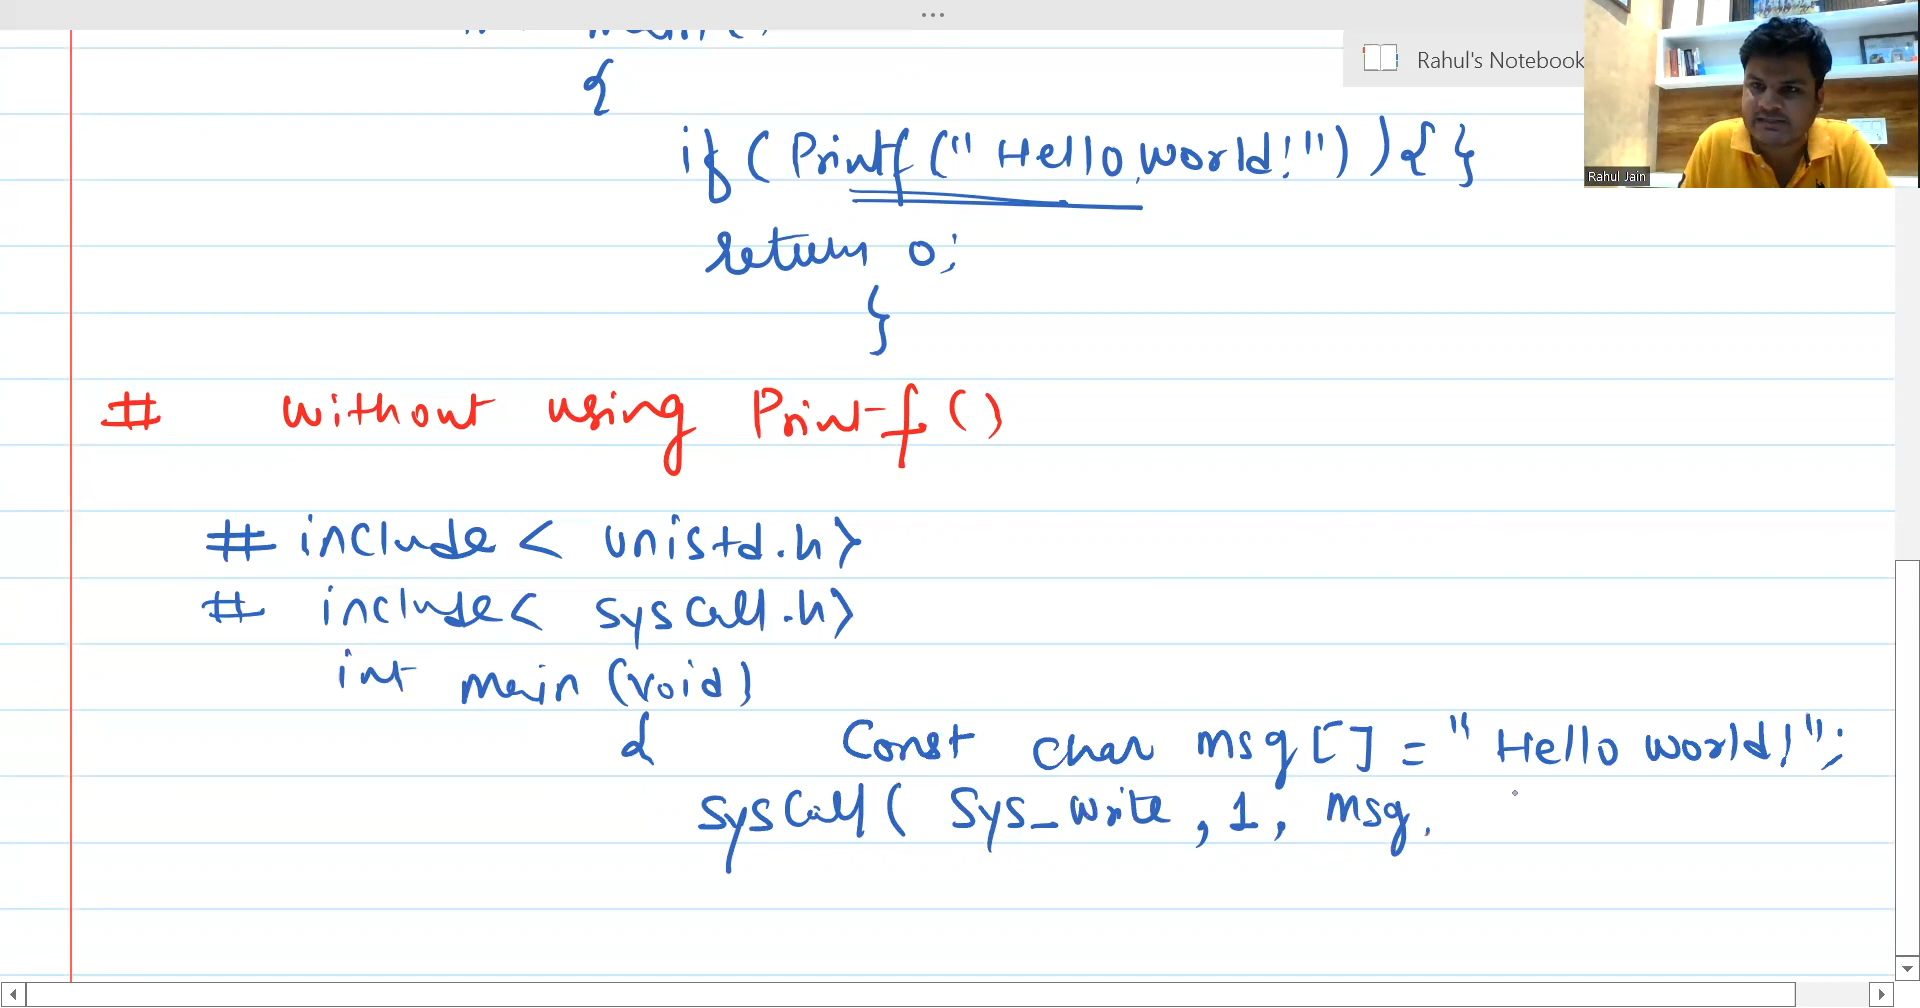 Rahul's Notebook
{
if ( Printf (" Hello, world! ") ) { }
return 0;
}
Rahul Jain
# without using Printf ()
# include < unistd.h>
# include < syscall.h>
int main (void)
{ Const char msg [] = " Hello world! ";
syscall ( Sys_write , 1 , msg,